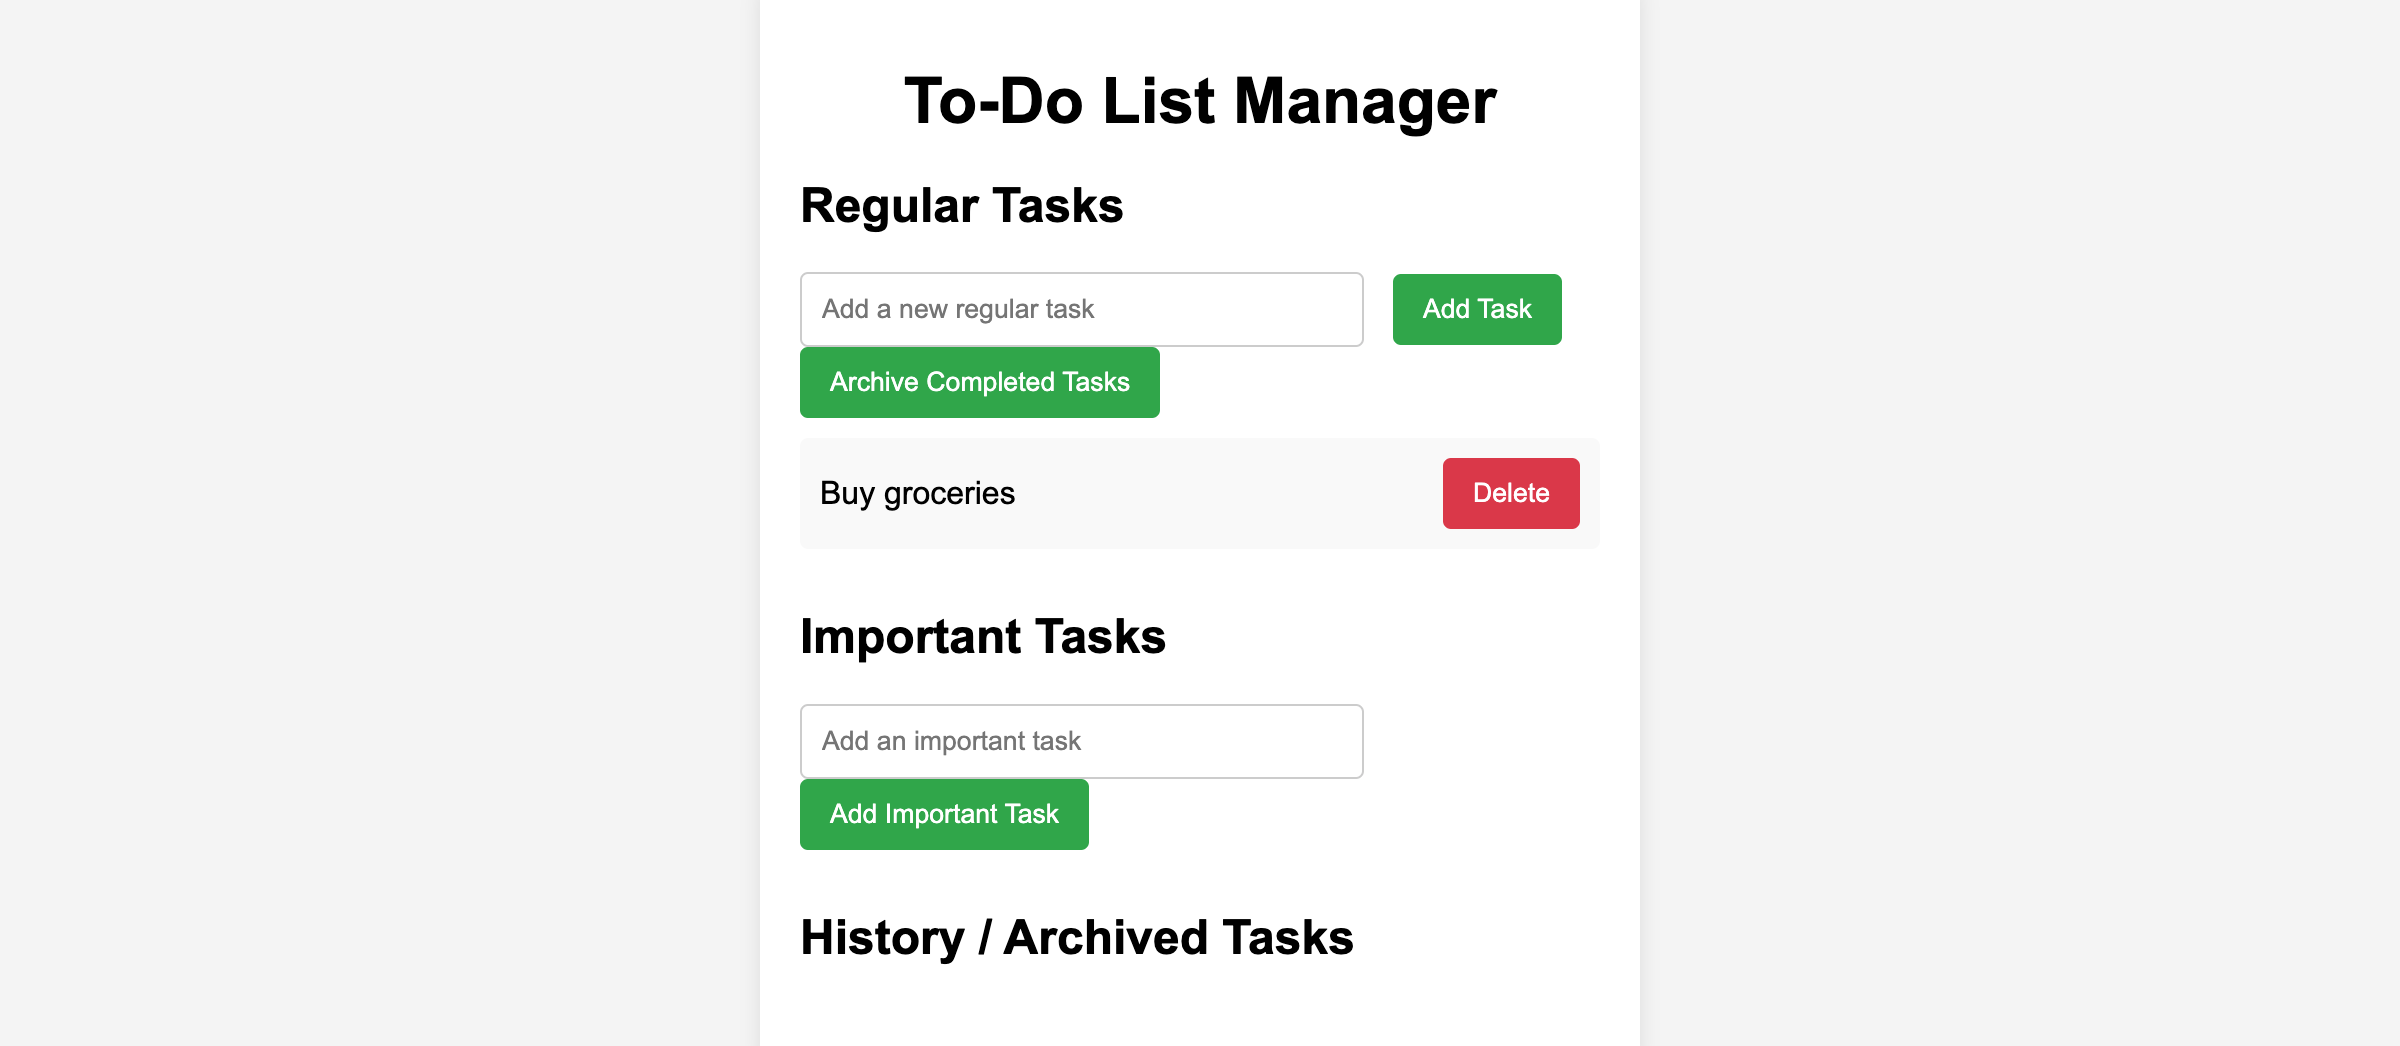 To-Do List Manager
Regular Tasks
Add a new regular task
Add Task
Archive Completed Tasks
Buy groceries
Delete
Important Tasks
Add an important task
Add Important Task
History / Archived Tasks